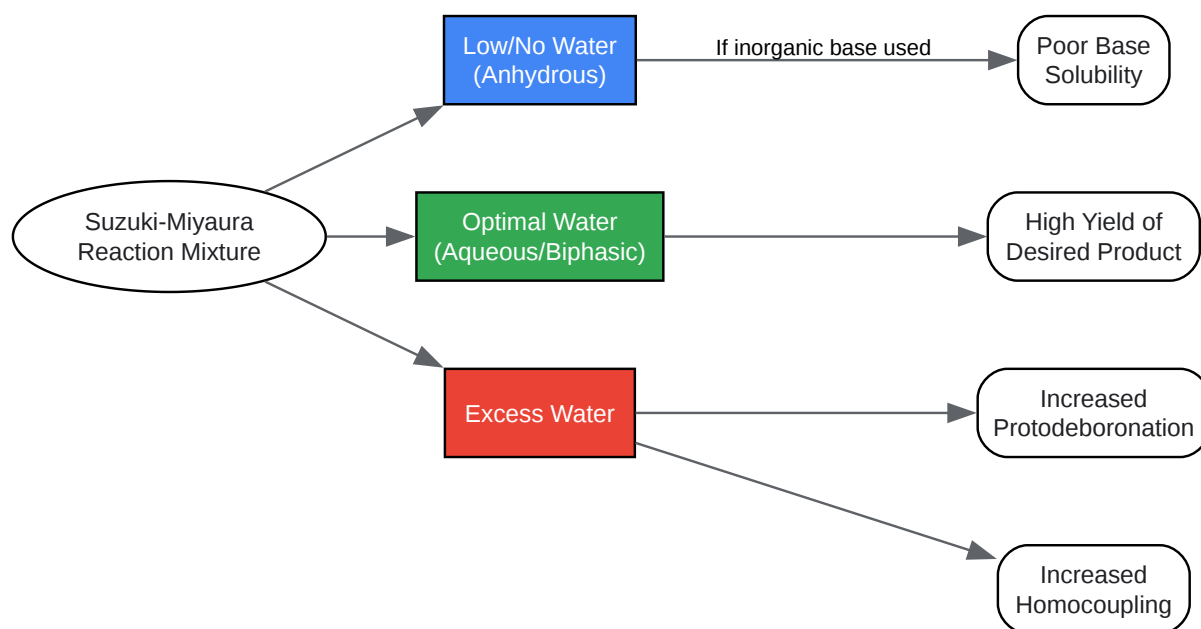 Low/No Water
(Anhydrous)
If inorganic base used
Poor Base
Solubility
Suzuki-Miyaura
Reaction Mixture
Optimal Water
(Aqueous/Biphasic)
High Yield of
Desired Product
Excess Water
Increased
Protodeboronation
Increased
Homocoupling